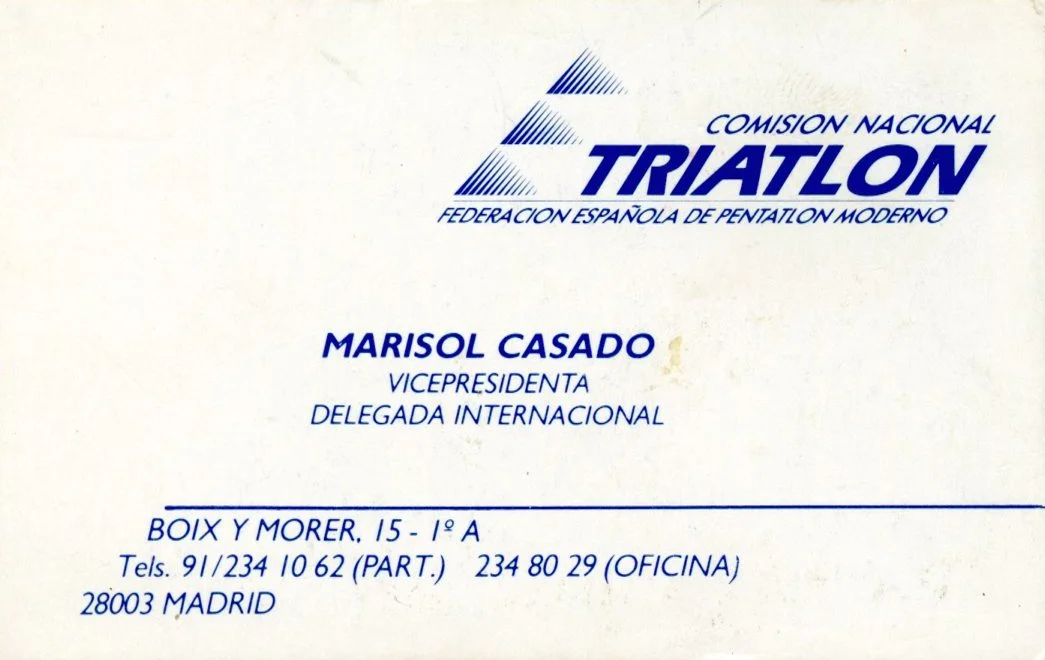 COMISION NACIONAL
TRIATLON
FEDERACION ESPAÑOLA DE PENTATLON MODERNO
MARISOL CASADO
VICEPRESIDENTA
DELEGADA INTERNACIONAL
BOIX Y MORER, 15 - 1º A
Tels. 91/234 10 62 (PART.) 234 80 29 (OFICINA)
28003 MADRID